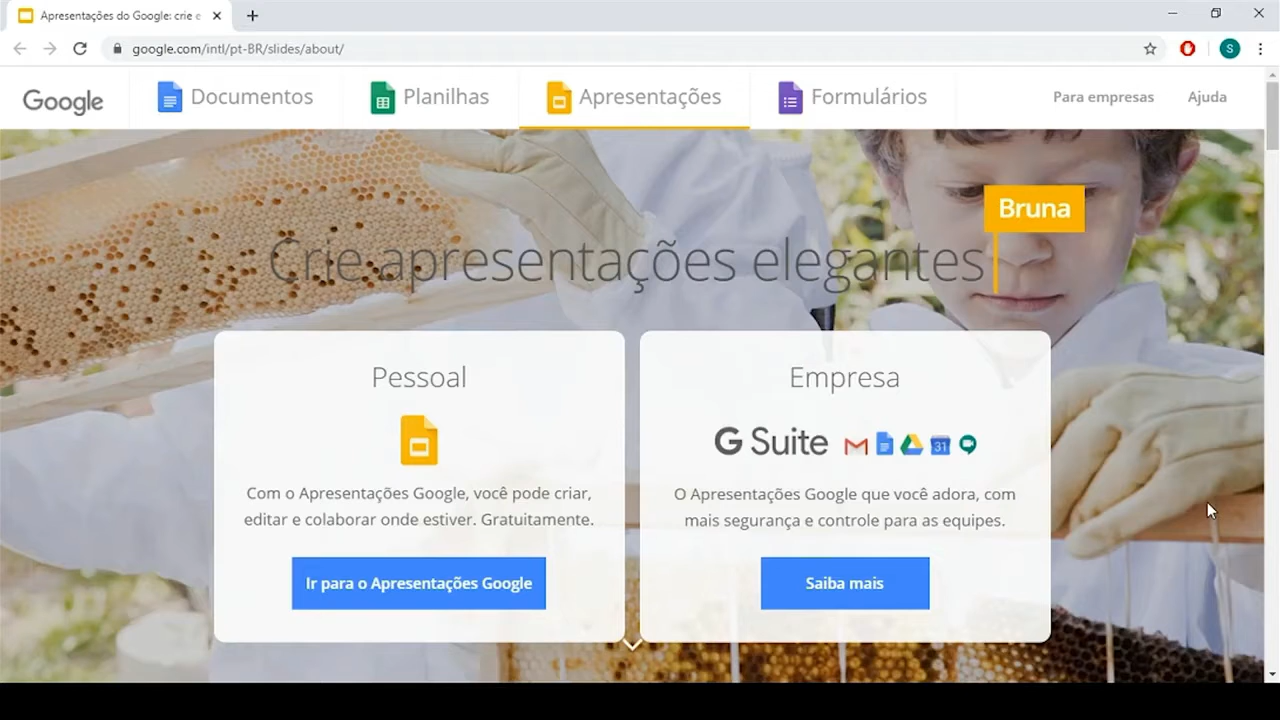 Apresentações do Google: crie e
google.com/intl/pt-BR/slides/about/
S
Google
Documentos
Planilhas
Apresentações
Formulários
Para empresas
Ajuda
Bruna
Crie apresentações elegantes
Pessoal
Com o Apresentações Google, você pode criar,
editar e colaborar onde estiver. Gratuitamente.
Ir para o Apresentações Google
Empresa
G Suite
31
O Apresentações Google que você adora, com
mais segurança e controle para as equipes.
Saiba mais